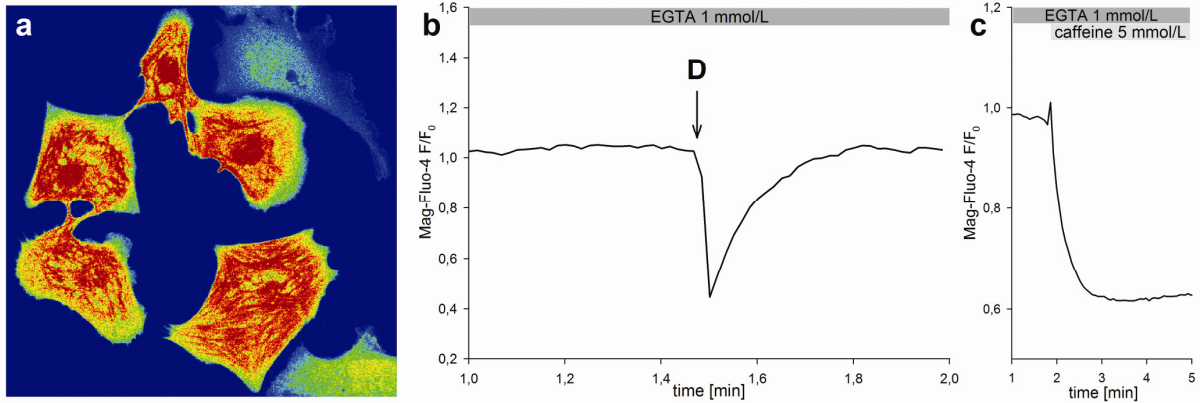 a
b
Mag-Fluo-4 F/F0
1,6
1,4
1,2
1,0
0,8
0,6
0,4
0,2
EGTA 1 mmol/L
D
1,0 1,2 1,4 1,6 1,8 2,0
time [min]
c
Mag-Fluo-4 F/F0
1,2
1,0
0,8
0,6
EGTA 1 mmol/L
caffeine 5 mmol/L
1 2 3 4 5
time [min]